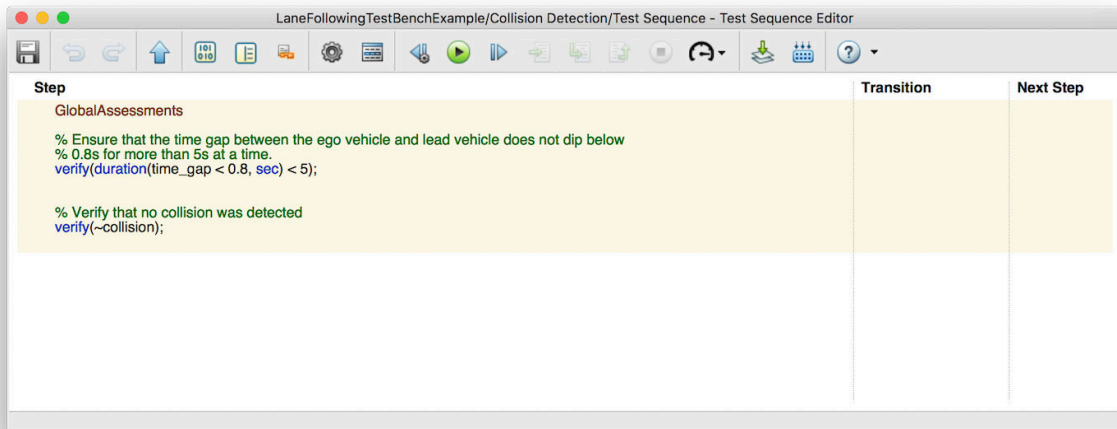 LaneFollowingTestBenchExample/Collision Detection/Test Sequence - Test Sequence Editor
101
010
?
Step Transition Next Step
GlobalAssessments
% Ensure that the time gap between the ego vehicle and lead vehicle does not dip below
% 0.8s for more than 5s at a time.
verify(duration(time_gap < 0.8, sec) < 5);
% Verify that no collision was detected
verify(~collision);